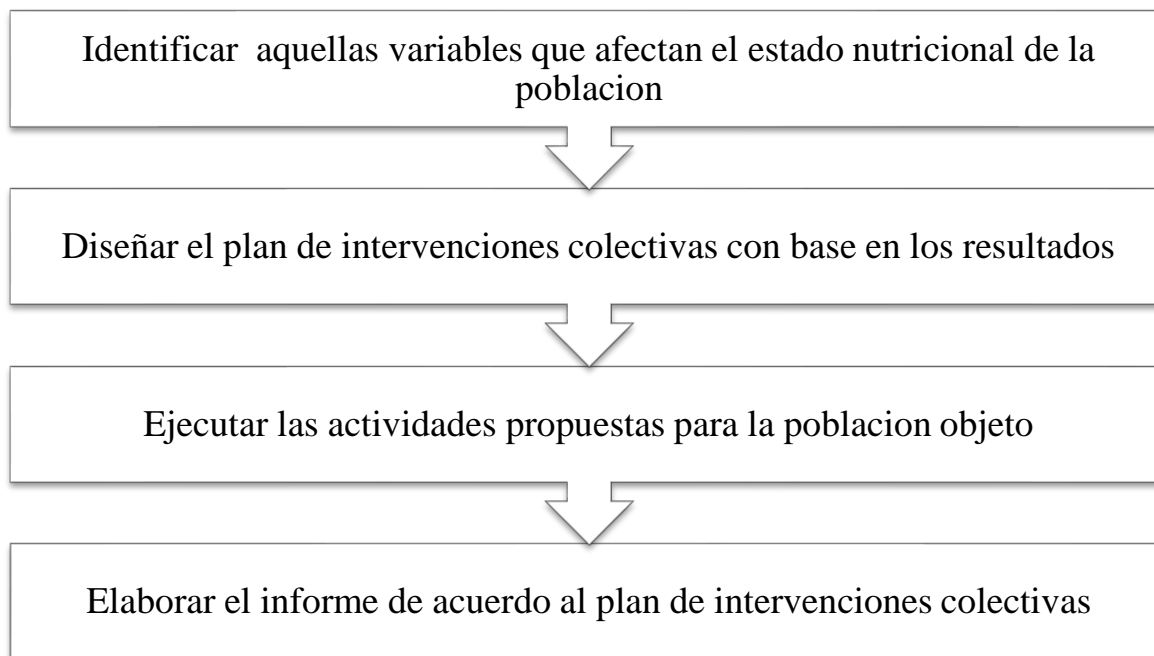 Identificar  aquellas variables que afectan el estado nutricional de la
poblacion
Diseñar el plan de intervenciones colectivas con base en los resultados
Ejecutar las actividades propuestas para la poblacion objeto
Elaborar el informe de acuerdo al plan de intervenciones colectivas